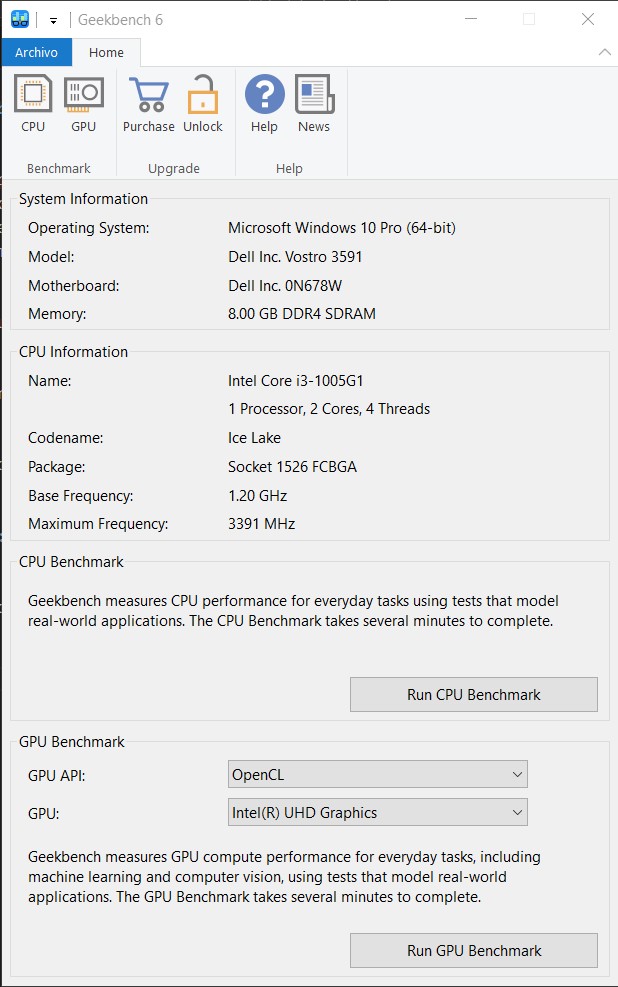 Geekbench 6
Archivo Home
CPU GPU Purchase Unlock Help News
Benchmark Upgrade Help
System Information
Operating System: Microsoft Windows 10 Pro (64-bit)
Model: Dell Inc. Vostro 3591
Motherboard: Dell Inc. 0N678W
Memory: 8.00 GB DDR4 SDRAM
CPU Information
Name: Intel Core i3-1005G1
1 Processor, 2 Cores, 4 Threads
Codename: Ice Lake
Package: Socket 1526 FCBGA
Base Frequency: 1.20 GHz
Maximum Frequency: 3391 MHz
CPU Benchmark
Geekbench measures CPU performance for everyday tasks using tests that model
real-world applications. The CPU Benchmark takes several minutes to complete.
Run CPU Benchmark
GPU Benchmark
GPU API: OpenCL
GPU: Intel(R) UHD Graphics
Geekbench measures GPU compute performance for everyday tasks, including
machine learning and computer vision, using tests that model real-world
applications. The GPU Benchmark takes several minutes to complete.
Run GPU Benchmark